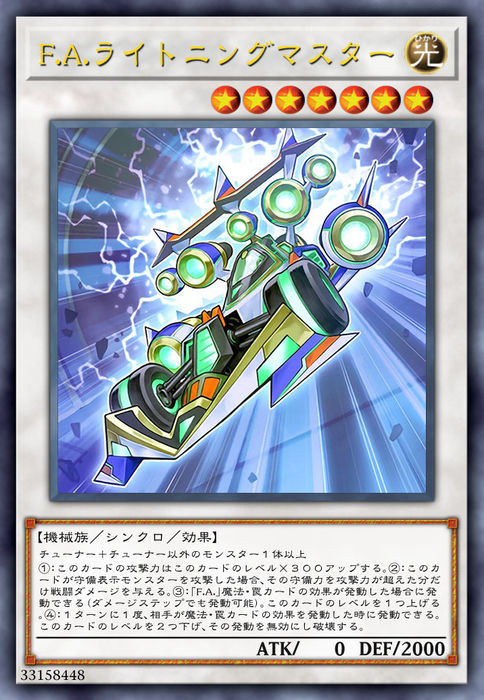 F.A.ライトニングマスター
ひかり
光
【機械族／シンクロ／効果】
チューナー＋チューナー以外のモンスター１体以上
①：このカードの攻撃力はこのカードのレベル×３００アップする。②：このカ
ードが守備表示モンスターを攻撃した場合、その守備力を攻撃力が超えた分だ
け戦闘ダメージを与える。③：「F.A.」魔法・罠カードの効果が発動した場合に発
動できる（ダメージステップでも発動可能）。このカードのレベルを１つ上げる
。④：１ターンに１度、相手が魔法・罠カードの効果を発動した時に発動できる。
このカードのレベルを２つ下げ、その発動を無効にし破壊する。
ATK/ 0 DEF/2000
33158448